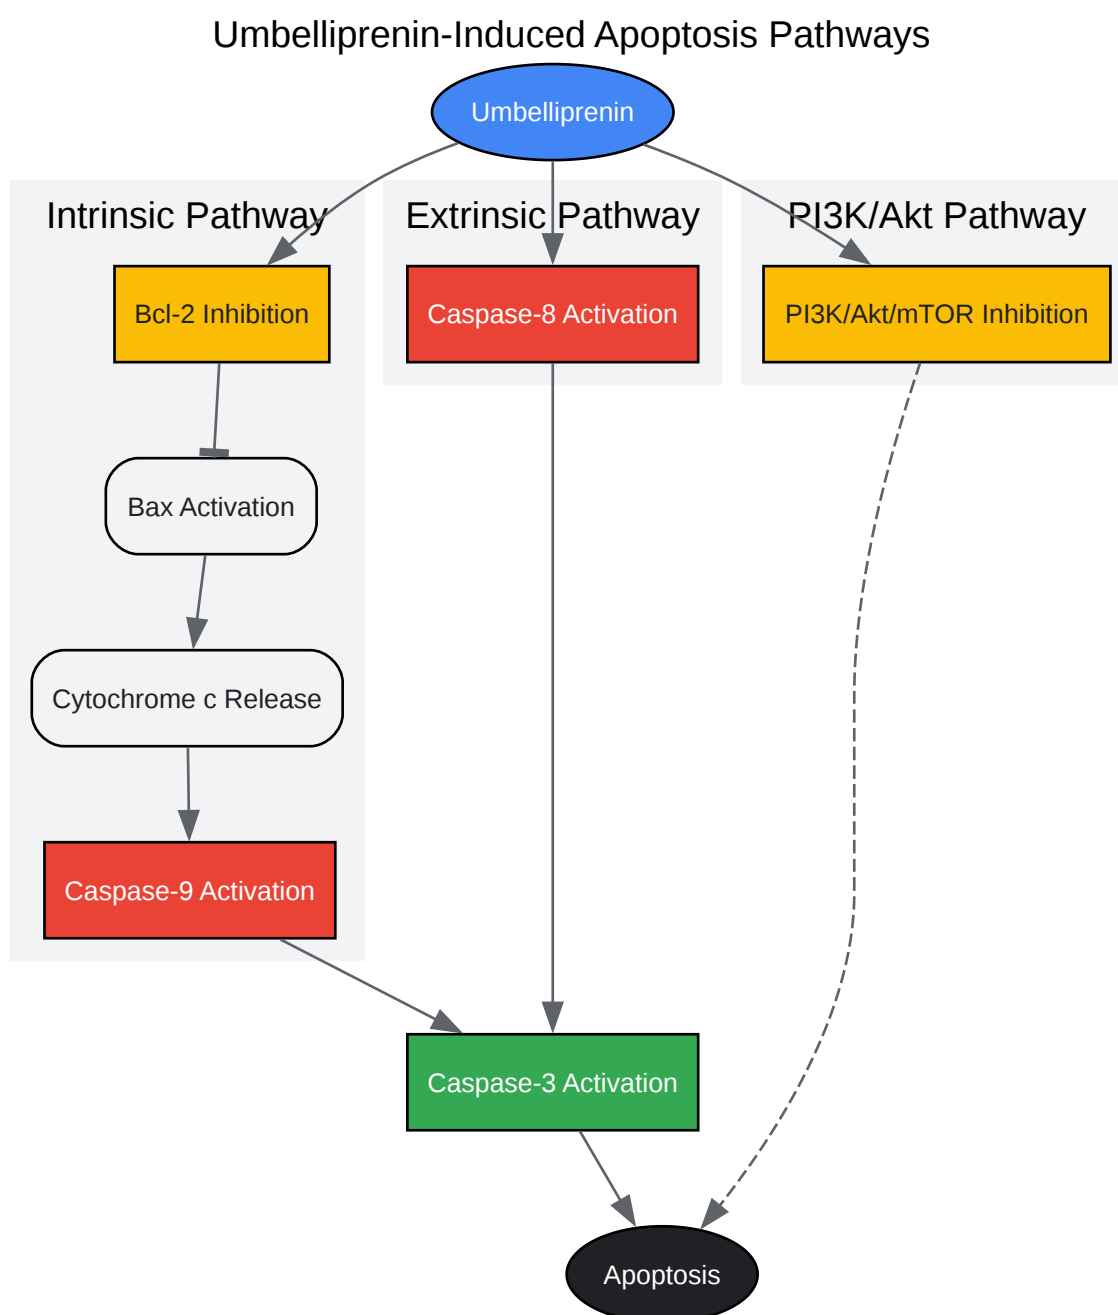 Umbelliprenin-Induced Apoptosis Pathways
Umbelliprenin
Intrinsic Pathway
Extrinsic Pathway
PI3K/Akt Pathway
Bcl-2 Inhibition
Caspase-8 Activation
PI3K/Akt/mTOR Inhibition
Bax Activation
Cytochrome c Release
Caspase-9 Activation
Caspase-3 Activation
Apoptosis